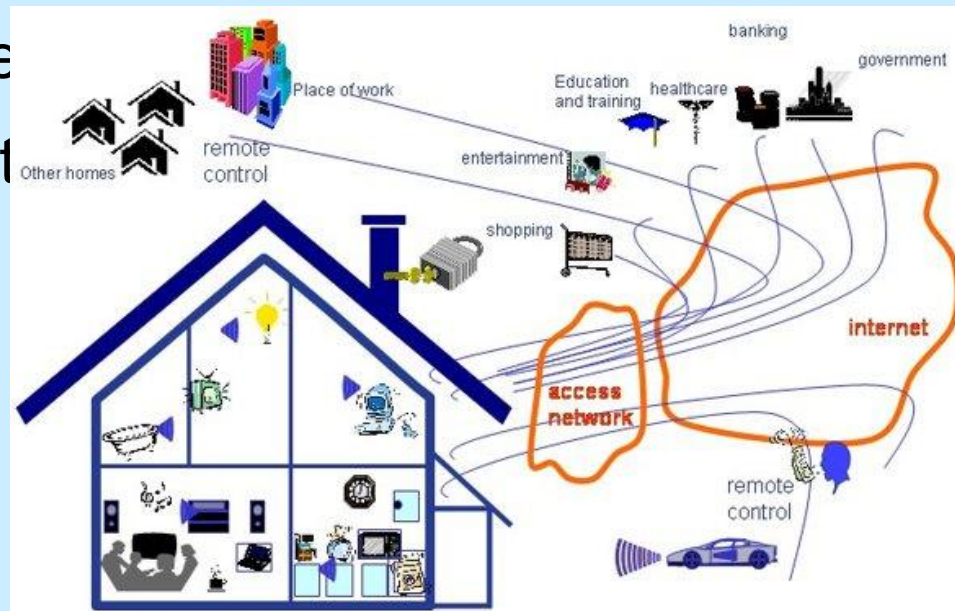 banking
government
Education
and training
healthcare
Place of work
entertainment
remote
control
Other homes
shopping
internet
access
network
remote
control